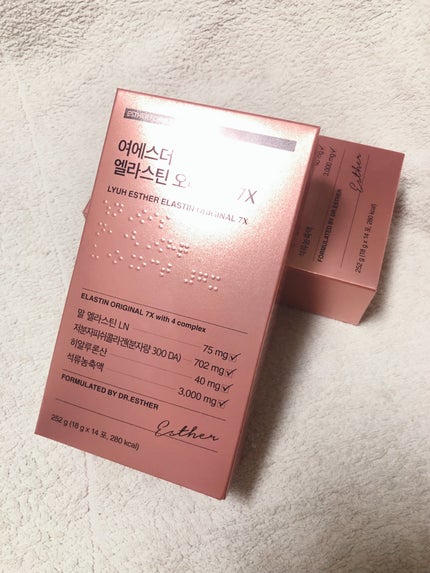 ESTHER FORMULA
여에스더
엘라스틴 오 7X
LYUH ESTHER ELASTIN ORIGINAL 7X
ELASTIN ORIGINAL 7X with 4 complex
말 엘라스틴 LN 75 mg
저분자피쉬콜라겐(분자량 300 DA) 702 mg
히알루론산 40 mg
석류농축액 3,000 mg
FORMULATED BY DR.ESTHER
Esther
252 g (18 g x 14 포, 280 kcal)
mg
3,000 mg
석류농축액
FORMULATED BY DR.ESTHER
Esther
252 g (18 g x 14 포, 280 kcal)